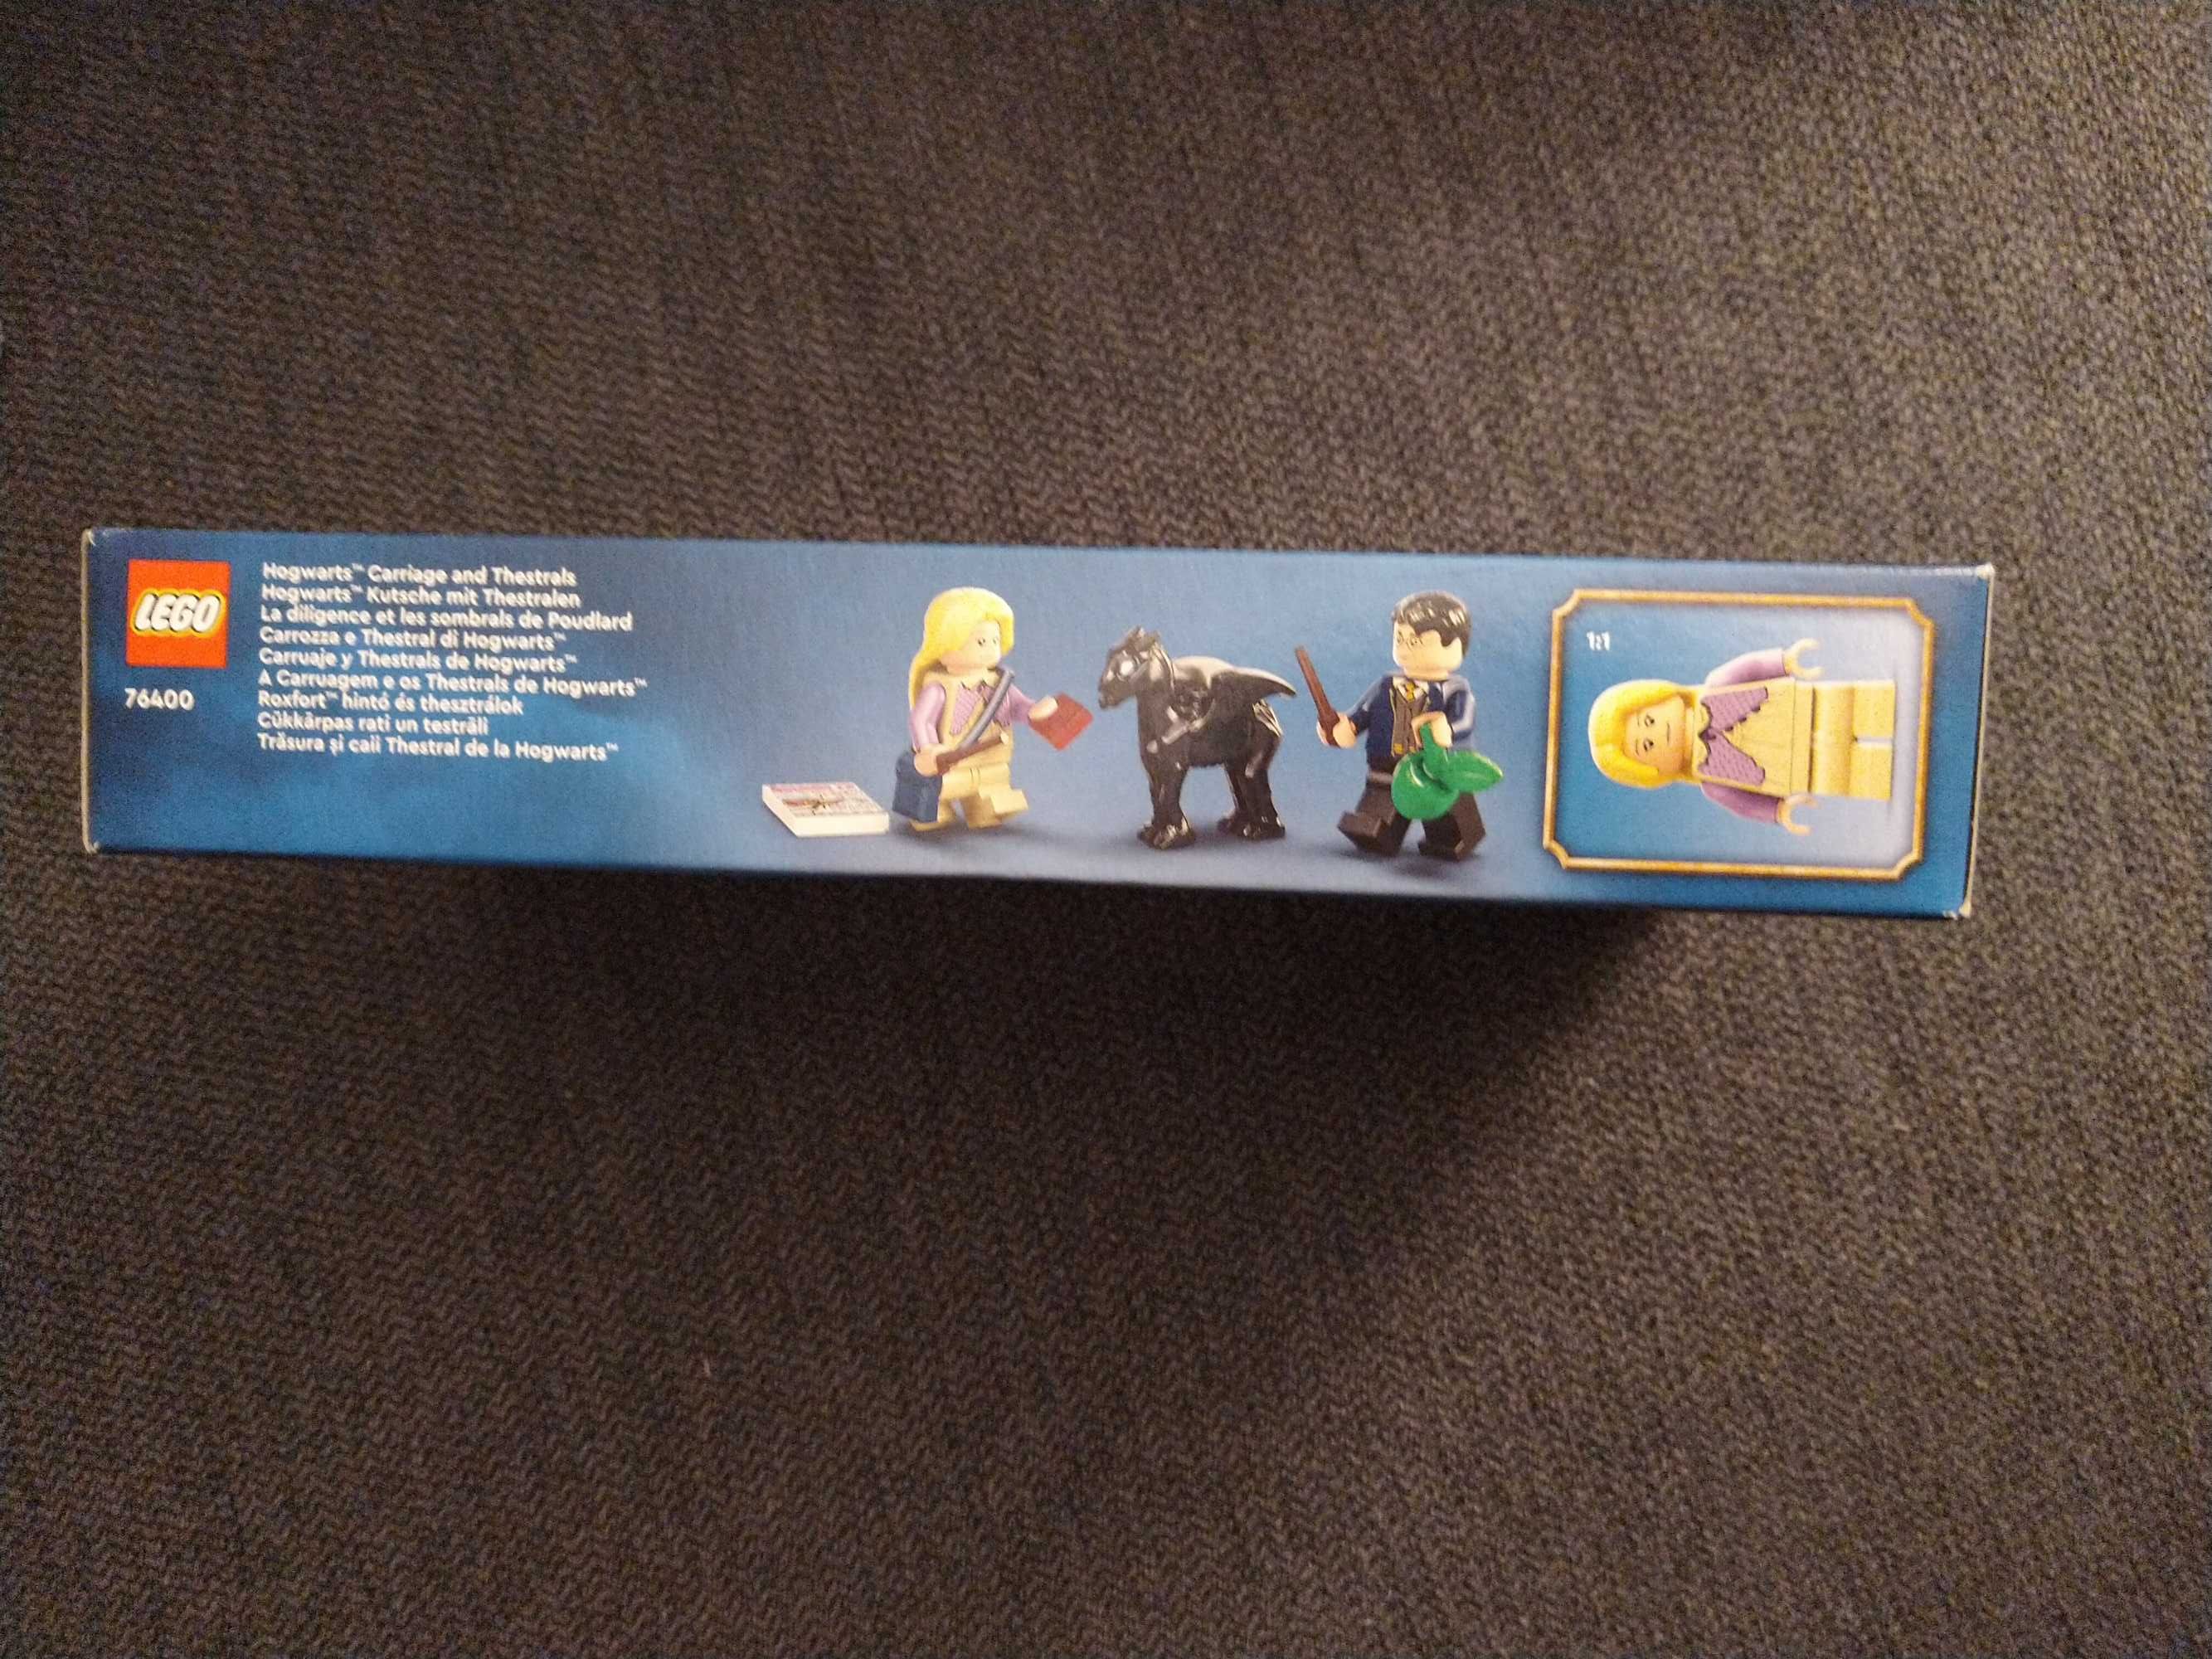 LEGO
76400
Hogwarts™ Carriage and Thestrals
Hogwarts™ Kutsche mit Thestralen
La diligence et les sombrals de Poudlard
Carrozza e Thestral di Hogwarts™
Carruaje y Thestrals de Hogwarts™
A Carruagem e os Thestrals de Hogwarts™
Roxfort™ hintó és thesztrálok
Cūkkārpas rati un testrāli
Trăsura și caii Thestral de la Hogwarts™
1:1